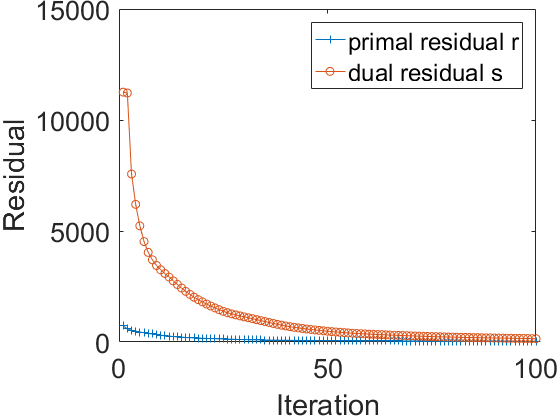 15000
primal residual r
dual residual s
10000
Residual
5000
0
0
50
100
Iteration